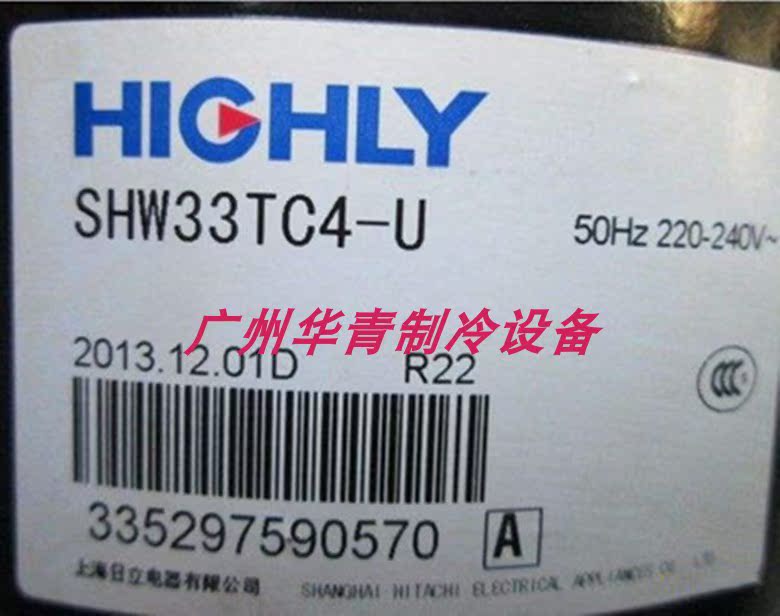 HIGHLY
SHW33TC4-U
50Hz 220-240V~
广州华青制冷设备
2013.12.01D R22
CCC
335297590570 A
上海日立电器有限公司 SHANGHAI HITACHI ELECTRICAL APPLIANCES CO LTD